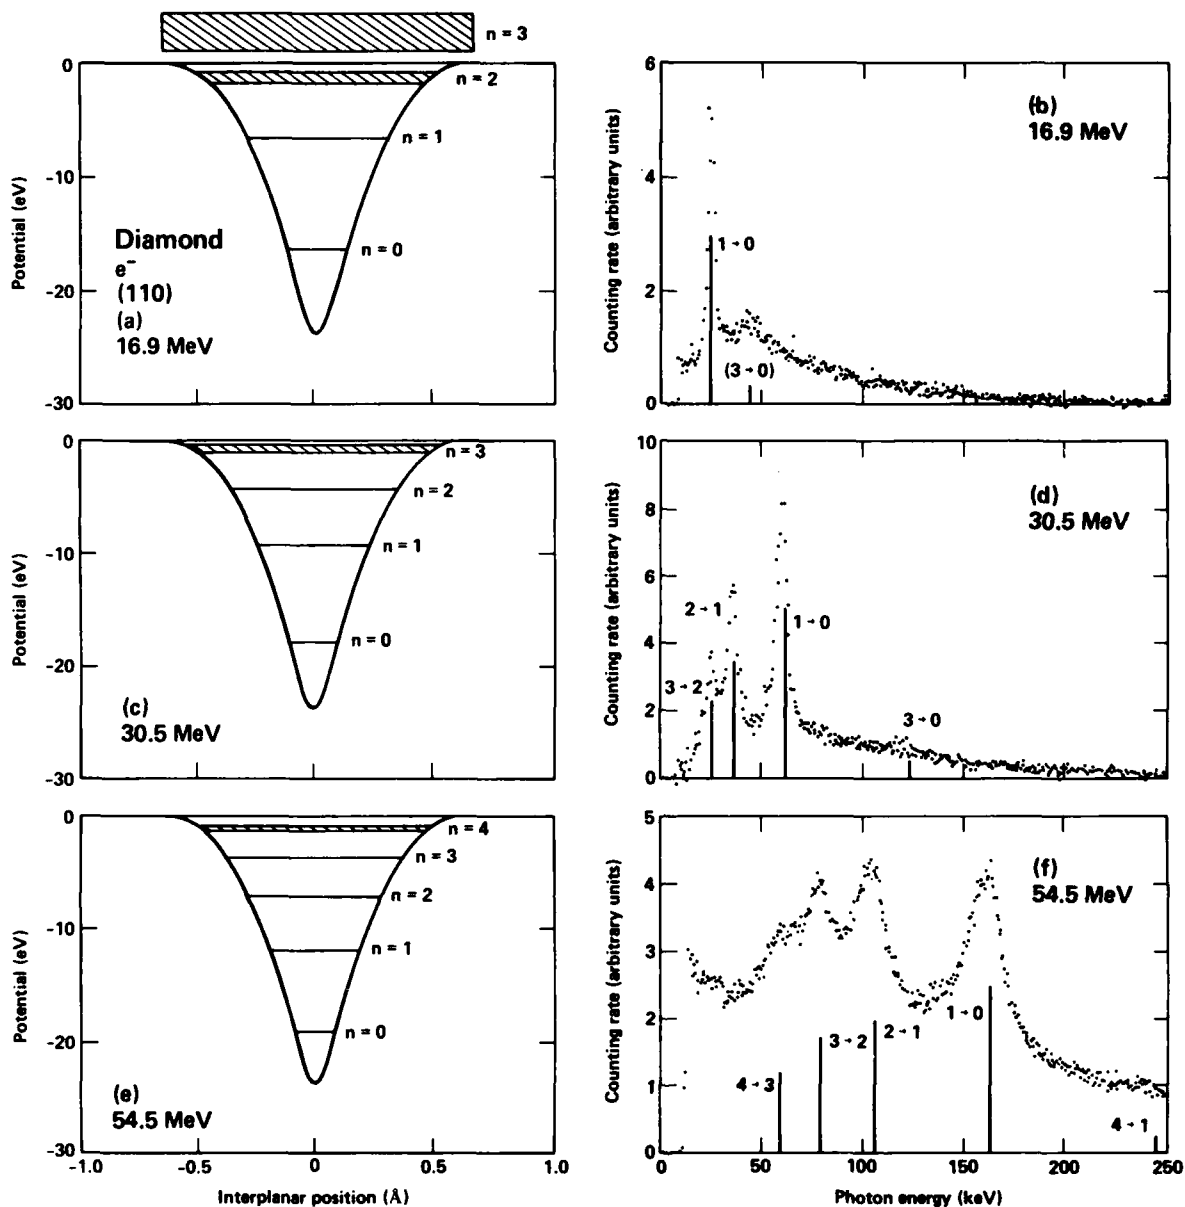 n = 3
0
n = 2
n = 1
-10
n = 0
-20
-30
Potential (eV)
Diamond
e⁻
(110)
(a)
16.9 MeV
6
4
2
0
Counting rate (arbitrary units)
(b)
16.9 MeV
1→0
(3→0)
0
n = 3
n = 2
-10
n = 1
n = 0
-20
-30
Potential (eV)
(c)
30.5 MeV
10
8
6
4
2
0
Counting rate (arbitrary units)
(d)
30.5 MeV
2→1
1→0
3→2
3→0
0
n = 4
n = 3
n = 2
-10
n = 1
n = 0
-20
-30
Potential (eV)
(e)
54.5 MeV
-1.0 -0.5 0 0.5 1.0
Interplanar position (Å)
5
4
3
2
1
0
Counting rate (arbitrary units)
(f)
54.5 MeV
1→0
3→2
2→1
4→3
4→1
0 50 100 150 200 250
Photon energy (keV)